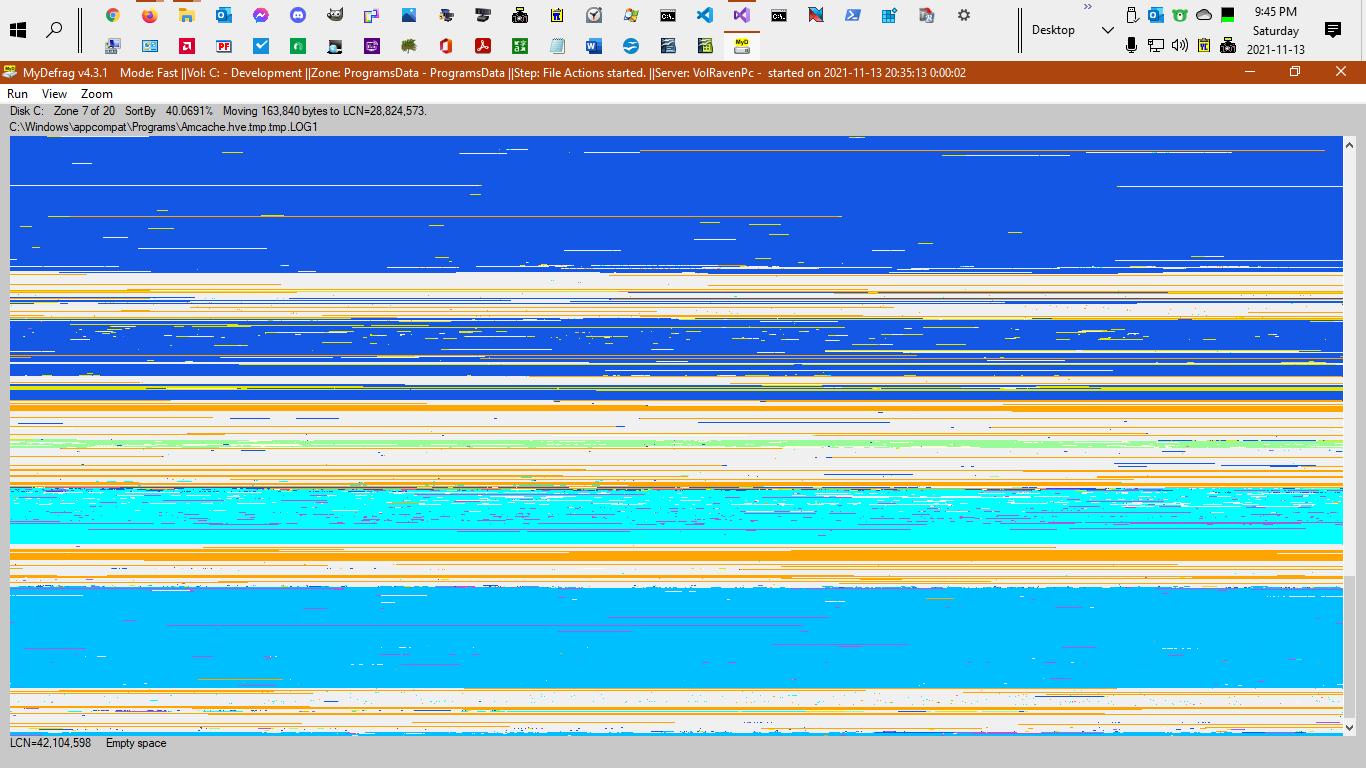 9:45 PM
Desktop
Saturday
2021-11-13
MyDefrag v4.3.1 Mode: Fast ||Vol: C: - Development ||Zone: ProgramsData - ProgramsData ||Step: File Actions started. ||Server: VolRavenPc - started on 2021-11-13 20:35:13 0:00:02
Run View Zoom
Disk C: Zone 7 of 20 SortBy 40.0691% Moving 163,840 bytes to LCN=28,824,573.
C:\Windows\appcompat\Programs\Amcache.hve.tmp.tmp.LOG1
LCN=42,104,598 Empty space